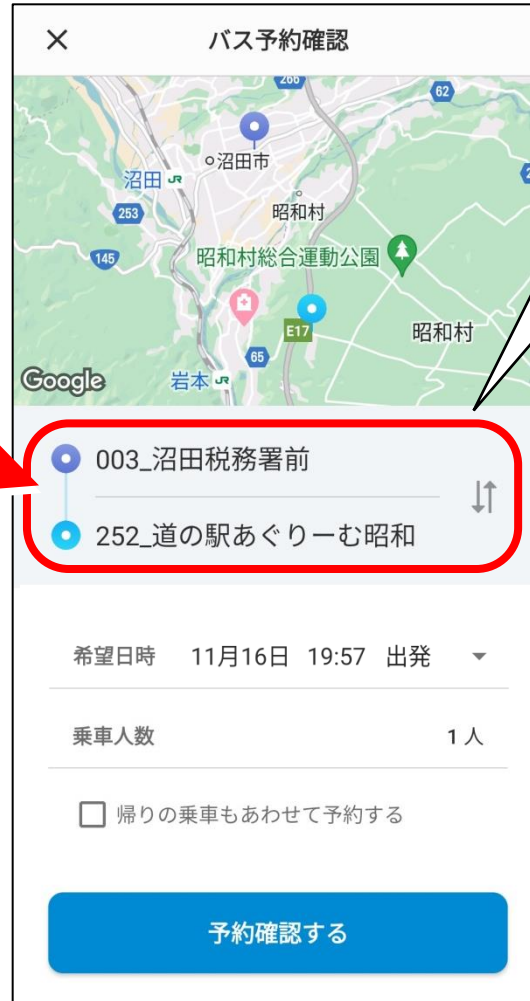 バス予約確認
266
62
沼田市
沼田 JR
253
昭和村
145
昭和村総合運動公園
E17
昭和村
65
Google
岩本 JR
003_沼田税務署前
252_道の駅あぐりーむ昭和
希望日時 11月16日 19:57 出発
乗車人数 1人
帰りの乗車もあわせて予約する
予約確認する